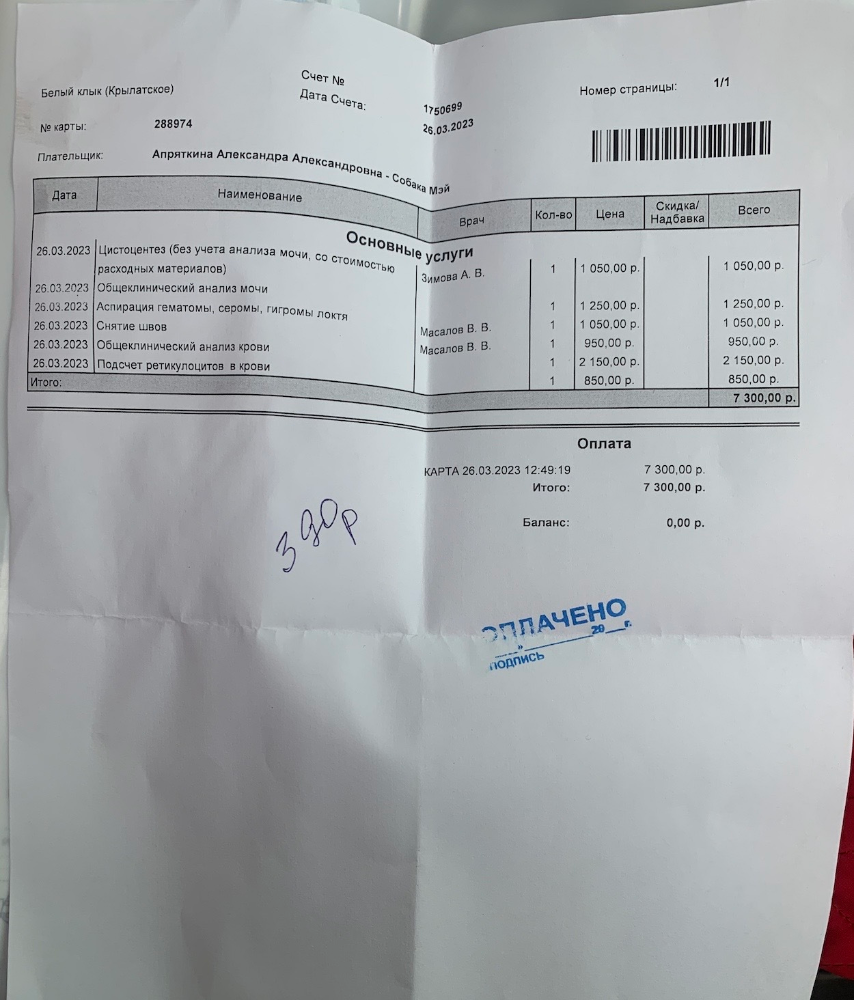 Белый клык (Крылатское)
Счет № 1750699
Номер страницы: 1/1
Дата Счета: 26.03.2023
№ карты: 288974
Плательщик: Апряткина Александра Александровна - Собака Мэй
Дата Наименование Врач Кол-во Цена Скидка/ Надбавка Всего
Основные услуги
26.03.2023 Цистоцентез (без учета анализа мочи, со стоимостью Зимова А. В. 1 1 050,00 р. 1 050,00 р.
расходных материалов)
26.03.2023 Общеклинический анализ мочи 1 1 250,00 р. 1 250,00 р.
26.03.2023 Аспирация гематомы, серомы, гигромы локтя Масалов В. В. 1 1 050,00 р. 1 050,00 р.
26.03.2023 Снятие швов Масалов В. В. 1 950,00 р. 950,00 р.
26.03.2023 Общеклинический анализ крови 1 2 150,00 р. 2 150,00 р.
26.03.2023 Подсчет ретикулоцитов в крови 1 850,00 р. 850,00 р.
Итого: 7 300,00 р.
Оплата
КАРТА 26.03.2023 12:49:19 7 300,00 р.
Итого: 7 300,00 р.
Баланс: 0,00 р.
ОПЛАЧЕНО
" 20 г.
подпись